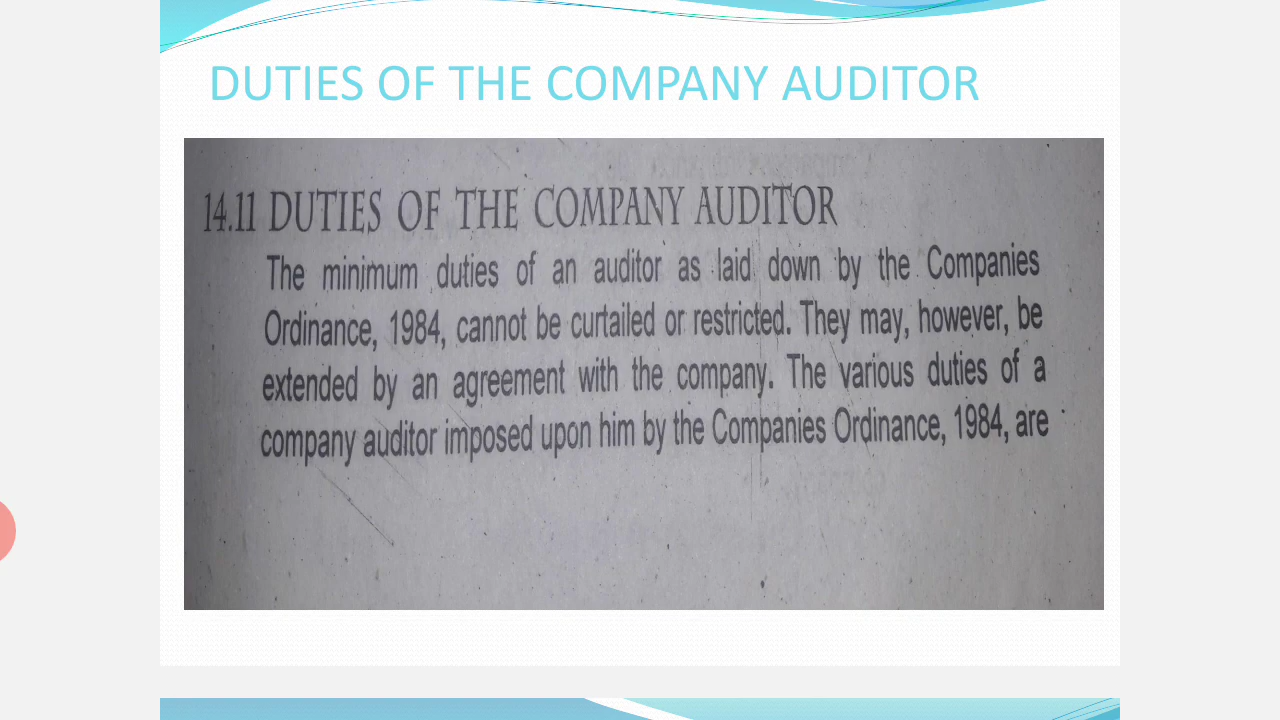 DUTIES OF THE COMPANY AUDITOR
14.11 DUTIES OF THE COMPANY AUDITOR
The minimum duties of an auditor as laid down by the Companies
Ordinance, 1984, cannot be curtailed or restricted. They may, however, be
extended by an agreement with the company. The various duties of a
company auditor imposed upon him by the Companies Ordinance, 1984, are